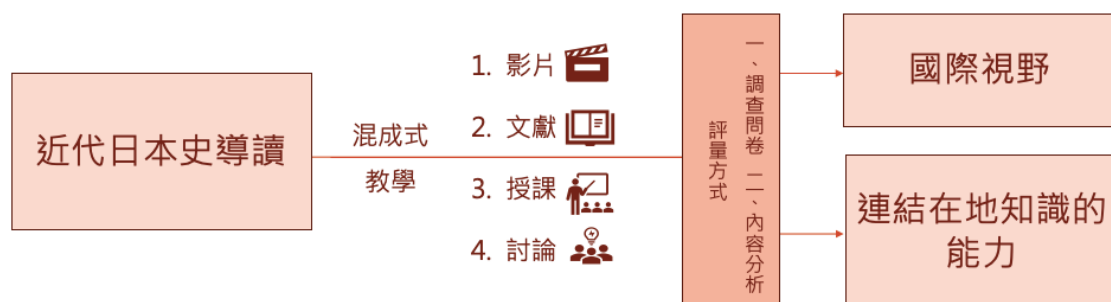 近代日本史導讀
混成式
教學
1. 影片
2. 文獻
3. 授課
4. 討論
評量方式
一、調查問卷 二、內容分析
國際視野
連結在地知識的
能力